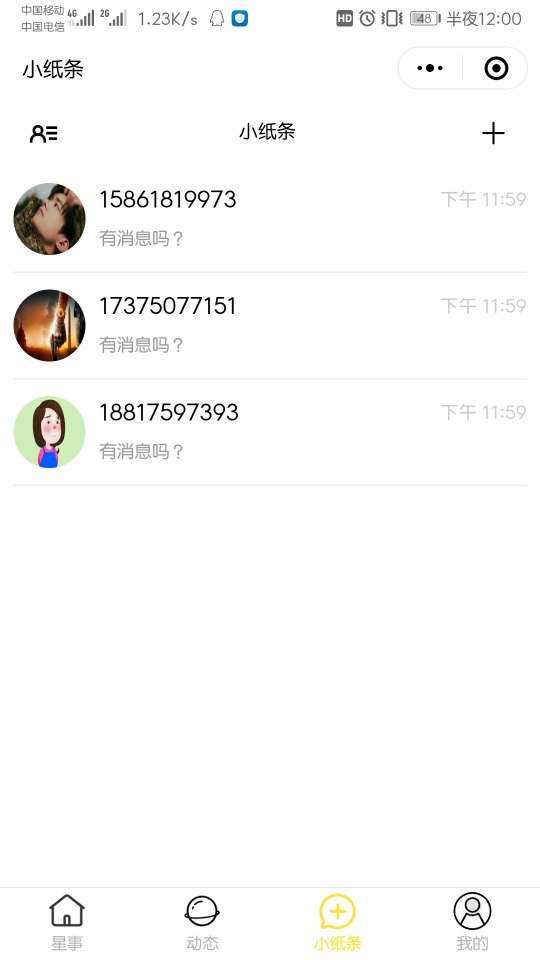 中国移动 4G 2G 1.23K/s HD 48 半夜12:00
中国电信
小纸条
小纸条
15861819973 下午 11:59
有消息吗？
17375077151 下午 11:59
有消息吗？
18817597393 下午 11:59
有消息吗？
星事 动态 小纸条 我的